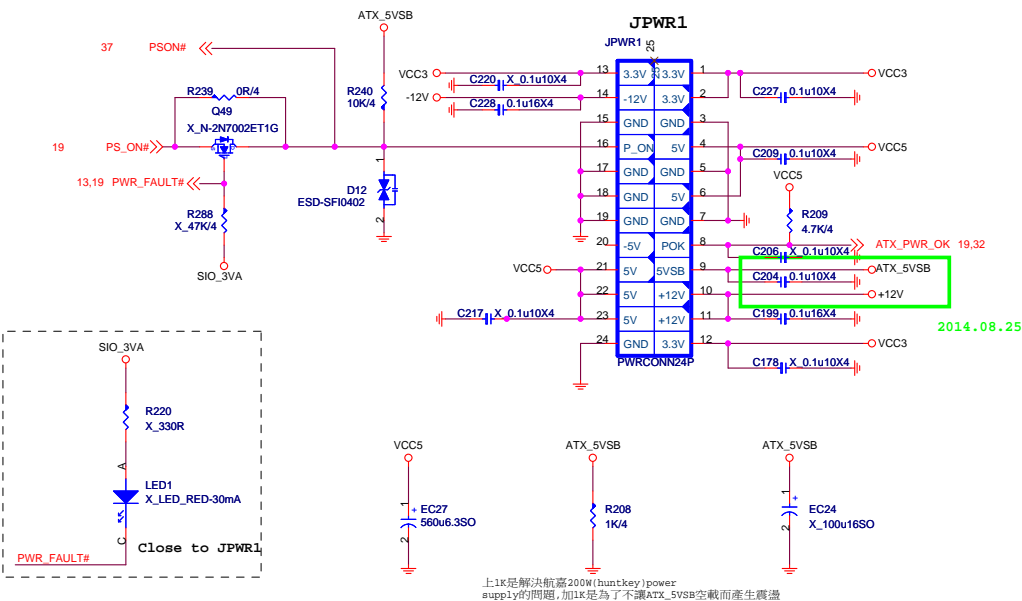 ATX_5VSB
JPWR1
37 PSON#
JPWR1
25
25_X
VCC3
13
3.3V
3.3V
1
VCC3
C220
X_0.1u10X4
R239
0R/4
R240
10K/4
-12V
14
-12V
3.3V
2
C227
0.1u10X4
C228
0.1u16X4
Q49
X_N-2N7002ET1G
15
GND
GND
3
19 PS_ON#
16
P_ON
5V
4
VCC5
C209
0.1u10X4
1
17
GND
GND
5
VCC5
13,19 PWR_FAULT#
D12
ESD-SFI0402
18
GND
5V
6
R288
X_47K/4
2
19
GND
GND
7
R209
4.7K/4
20
-5V
POK
8
ATX_PWR_OK 19,32
C206
X_0.1u10X4
SIO_3VA
VCC5
21
5V
5VSB
9
ATX_5VSB
C204
0.1u10X4
22
5V
+12V
10
+12V
C217
X_0.1u10X4
23
5V
+12V
11
C199
0.1u16X4
2014.08.25
24
GND
3.3V
12
VCC3
PWRCONN24P
C178
X_0.1u10X4
SIO_3VA
R220
X_330R
A
LED1
X_LED_RED-30mA
C
Close to JPWR1
PWR_FAULT#
VCC5
1
+
EC27
560u6.3SO
2
ATX_5VSB
R208
1K/4
ATX_5VSB
1
+
EC24
X_100u16SO
2
上1K是解決航嘉200W(huntkey)power
supply的問題,加1K是為了不讓ATX_5VSB空載而產生震盪